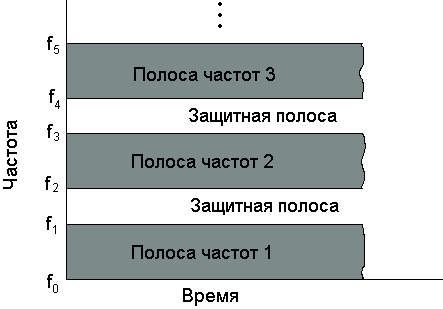 f5
Полоса частот 3
f4
Защитная полоса
f3
Полоса частот 2
f2
Защитная полоса
f1
Полоса частот 1
f0
Время
Частота